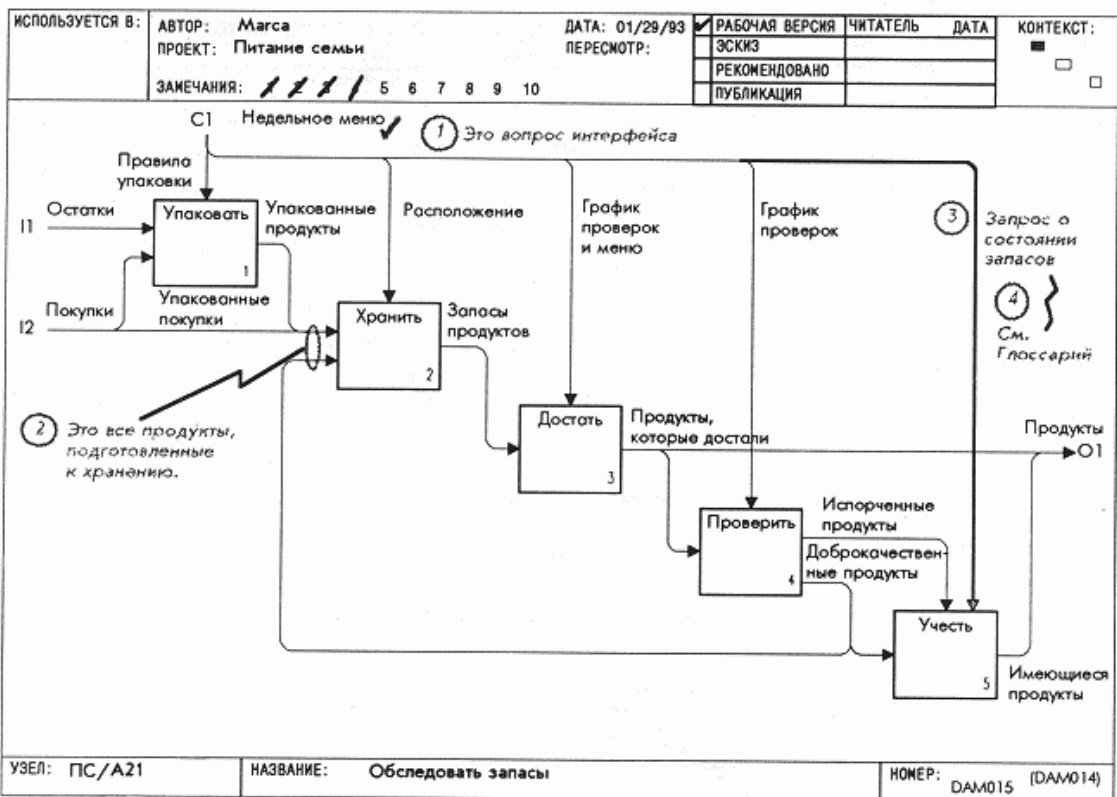 ИСПОЛЬЗУЕТСЯ В:
АВТОР: Marca
ДАТА: 01/29/93
ПРОЕКТ: Питание семьи
ПЕРЕСМОТР:
ЗАМЕЧАНИЯ: 1 2 3 / 5 6 7 8 9 10
РАБОЧАЯ ВЕРСИЯ
ЭСКИЗ
РЕКОМЕНДОВАНО
ПУБЛИКАЦИЯ
ЧИТАТЕЛЬ ДАТА
КОНТЕКСТ:
C1
Недельное меню
1 Это вопрос интерфейса
Правила
упаковки
I1
Остатки
Упаковать
1
Упакованные
продукты
Расположение
График
проверок
и меню
График
проверок
3
Запрос о
состоянии
запасов
4
См.
Глоссарий
I2
Покупки
Упакованные
покупки
Хранить
2
Запасы
продуктов
2 Это все продукты,
подготовленные
к хранению.
Достать
3
Продукты,
которые достали
Продукты
O1
Проверить
4
Испорченные
продукты
Доброкачествен-
ные продукты
Учесть
5
Имеющиеся
продукты
УЗЕЛ: ПС/A21
НАЗВАНИЕ: Обследовать запасы
НОМЕР: DAM015 (DAM014)